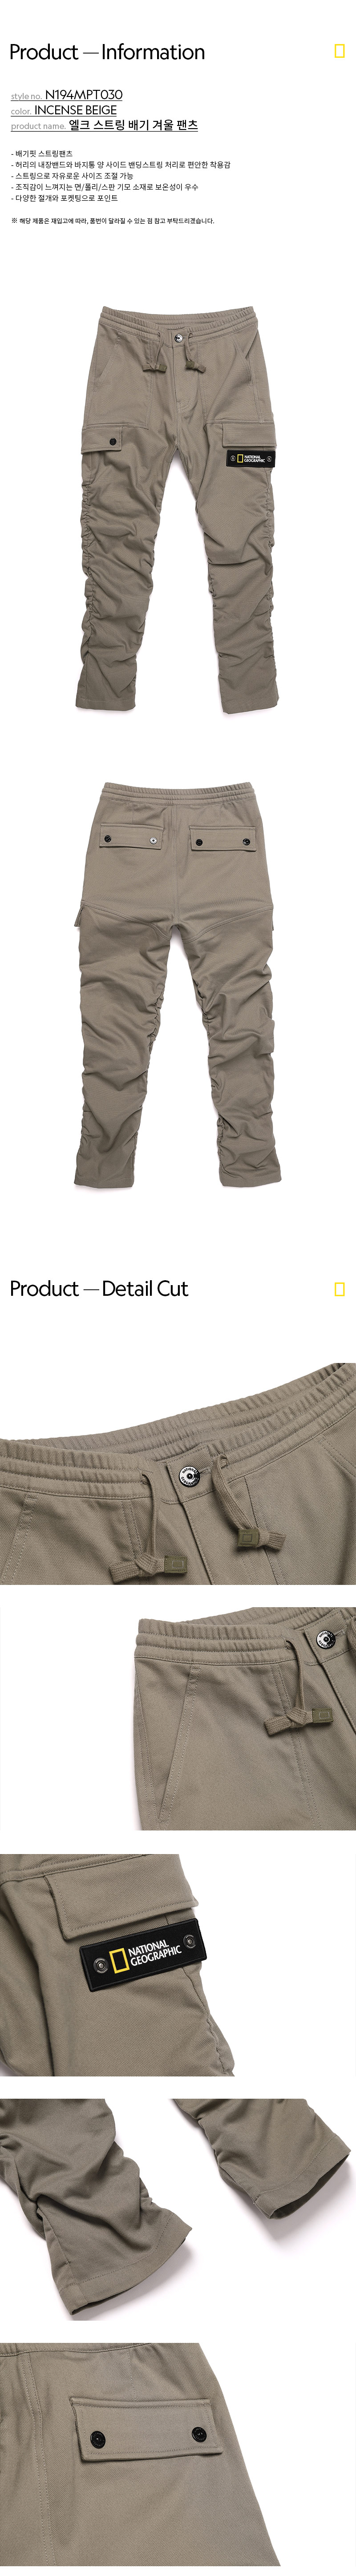 Product — Information
style no. N194MPT030
color. INCENSE BEIGE
product name. 엘크 스트링 배기 겨울 팬츠
- 배기핏 스트링팬츠
- 허리의 내장밴드와 바지통 양 사이드 밴딩스트링 처리로 편안한 착용감
- 스트링으로 자유로운 사이즈 조절 가능
- 조직감이 느껴지는 면/폴리/스판 기모 소재로 보온성이 우수
- 다양한 절개와 포켓팅으로 포인트
※ 해당 제품은 재입고에 따라, 품번이 달라질 수 있는 점 참고 부탁드리겠습니다.
NATIONAL
GEOGRAPHIC
Product — Detail Cut
NATIONAL
GEOGRAPHIC